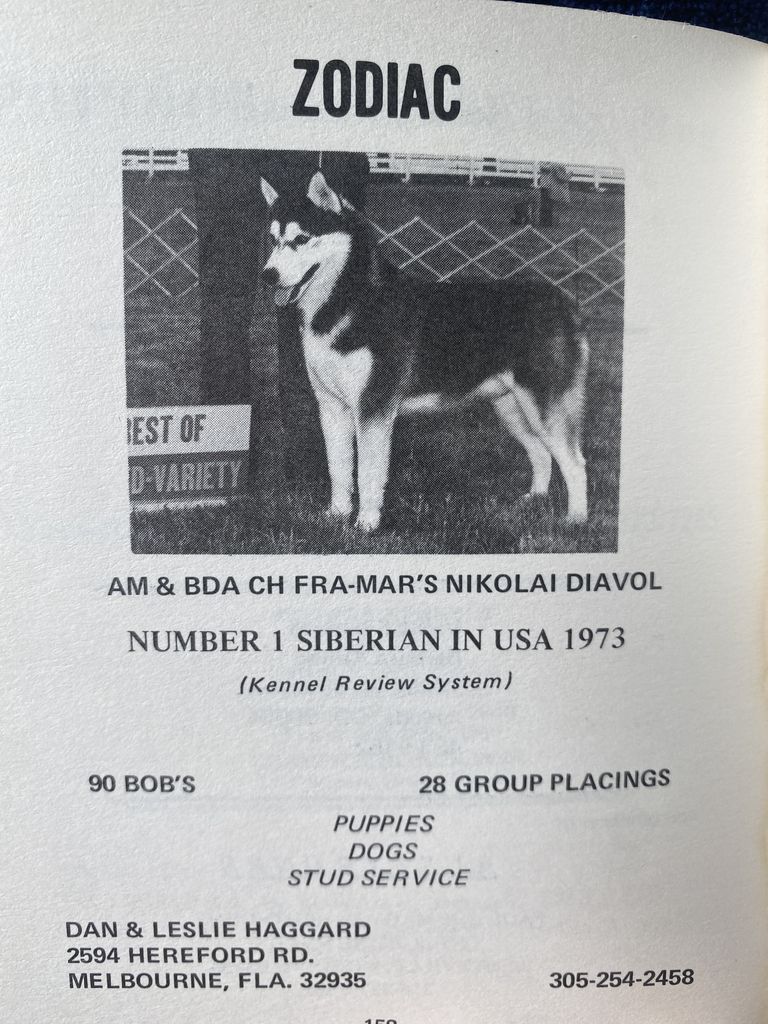 ZODIAC
BEST OF
D-VARIETY
AM & BDA CH FRA-MAR'S NIKOLAI DIAVOL
NUMBER 1 SIBERIAN IN USA 1973
(Kennel Review System)
90 BOB'S 28 GROUP PLACINGS
PUPPIES
DOGS
STUD SERVICE
DAN & LESLIE HAGGARD
2594 HEREFORD RD.
MELBOURNE, FLA. 32935 305-254-2458